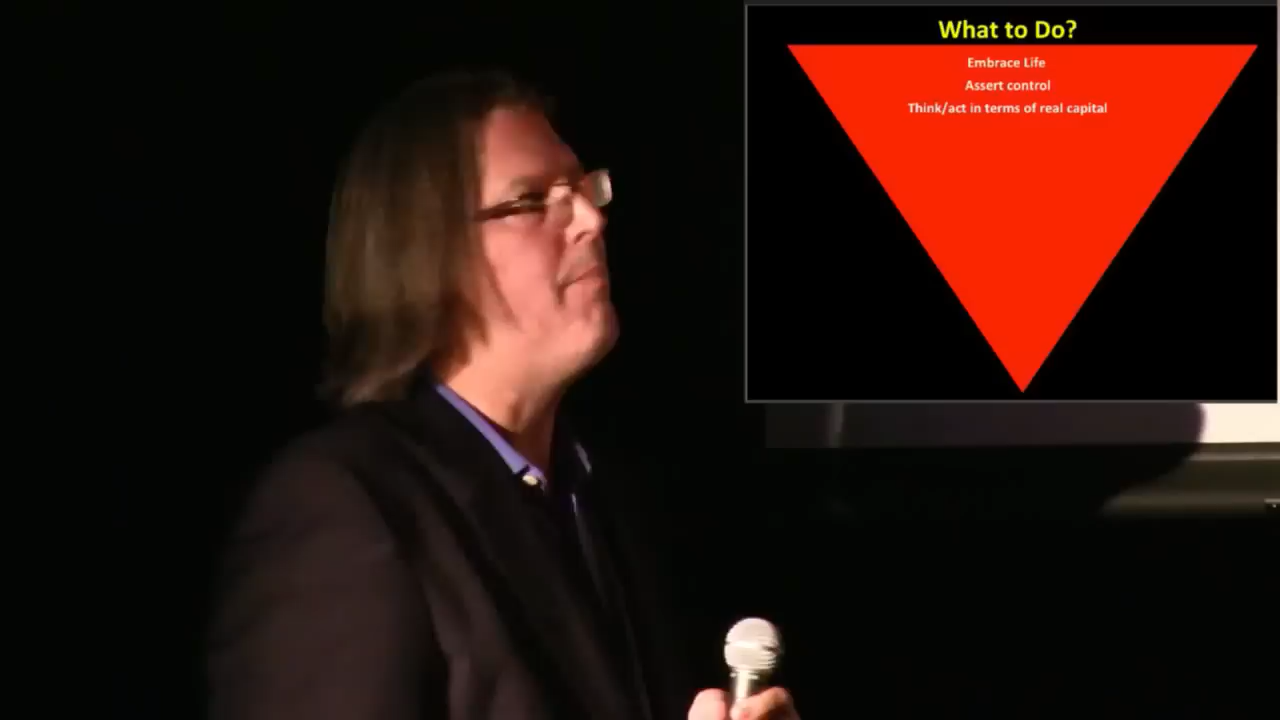 What to Do?
Embrace Life
Assert control
Think/act in terms of real capital